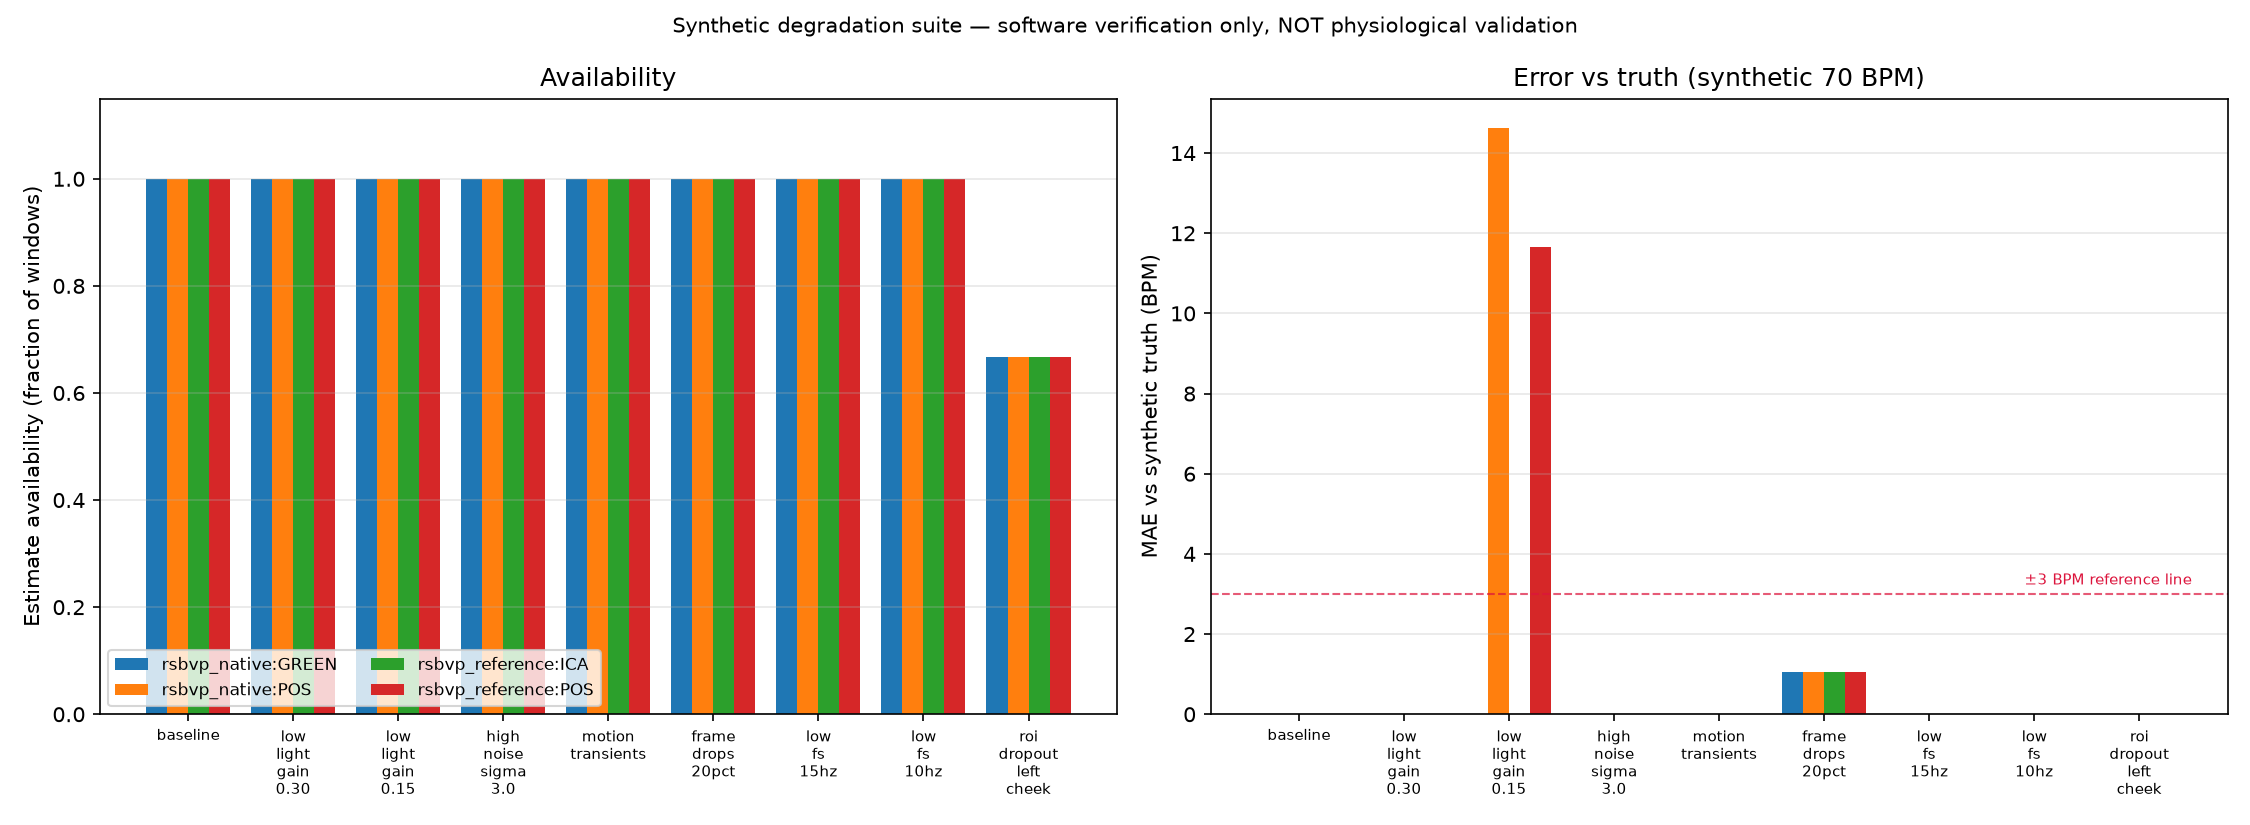 Synthetic degradation suite — software verification only, NOT physiological validation
Availability
Estimate availability (fraction of windows)
1.0
0.8
0.6
0.4
0.2
0.0
rsbvp_native:GREEN
rsbvp_native:POS
rsbvp_reference:ICA
rsbvp_reference:POS
baseline
low
light
gain
0.30
low
light
gain
0.15
high
noise
sigma
3.0
motion
transients
frame
drops
20pct
low
fs
15hz
low
fs
10hz
roi
dropout
left
cheek
Error vs truth (synthetic 70 BPM)
MAE vs synthetic truth (BPM)
14
12
10
8
6
4
2
0
±3 BPM reference line
baseline
low
light
gain
0.30
low
light
gain
0.15
high
noise
sigma
3.0
motion
transients
frame
drops
20pct
low
fs
15hz
low
fs
10hz
roi
dropout
left
cheek